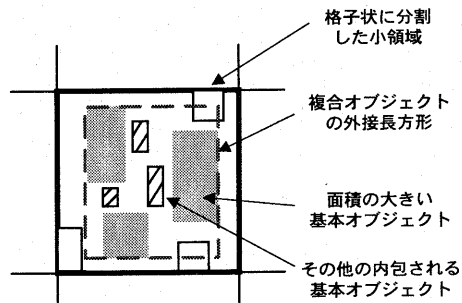 格子状に分割
した小領域
複合オブジェクト
の外接長方形
面積の大きい
基本オブジェクト
その他の内包される
基本オブジェクト